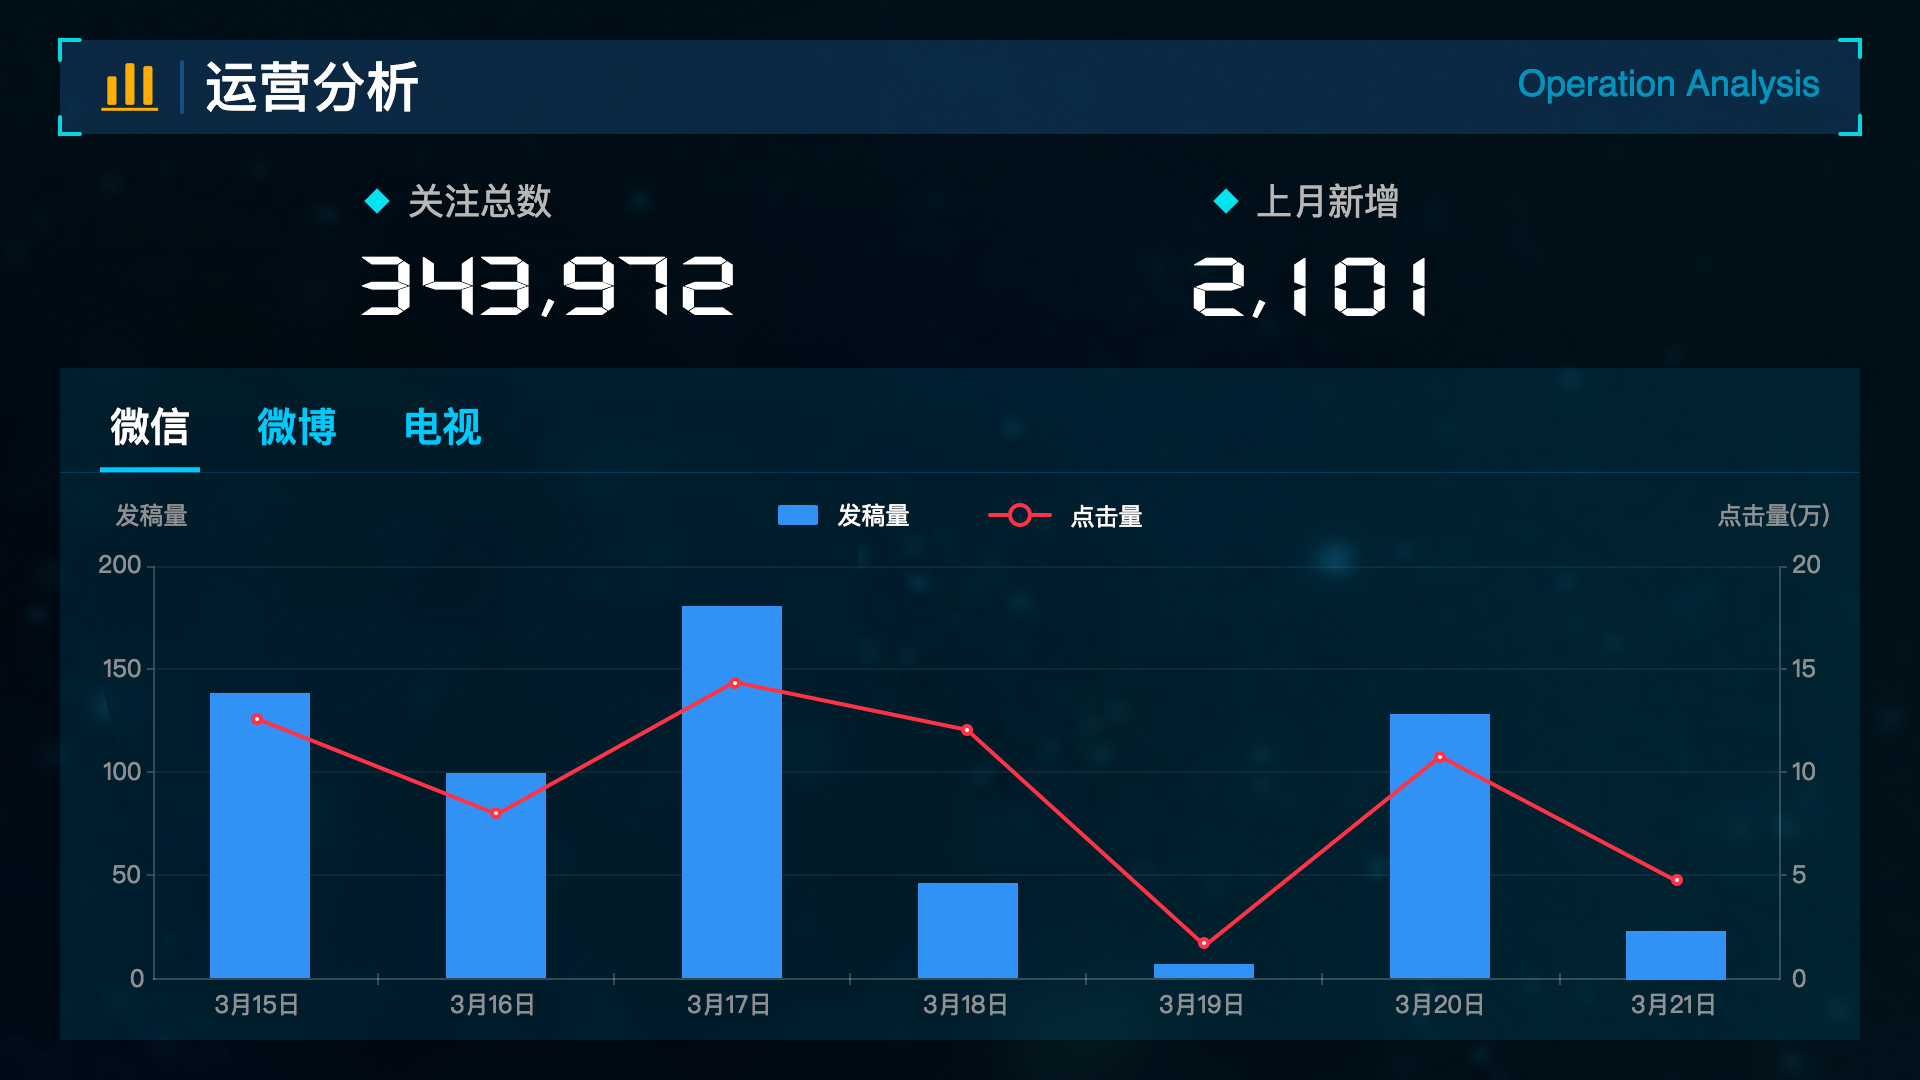 运营分析
Operation Analysis
关注总数
上月新增
343,972
2,101
微信 微博 电视
发稿量
发稿量
点击量
点击量(万)
200
150
100
50
0
20
15
10
5
0
3月15日 3月16日 3月17日 3月18日 3月19日 3月20日 3月21日